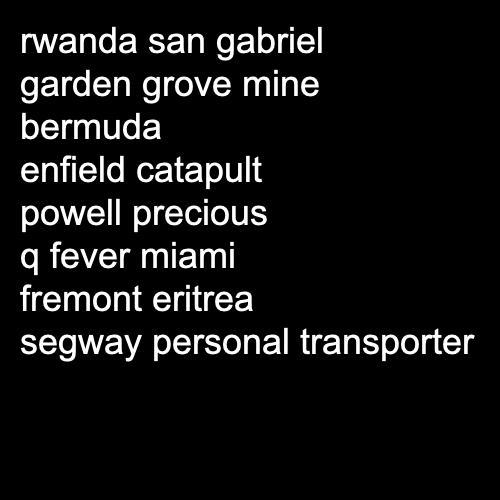 rwanda san gabriel
garden grove mine
bermuda
enfield catapult
powell precious
q fever miami
fremont eritrea
segway personal transporter